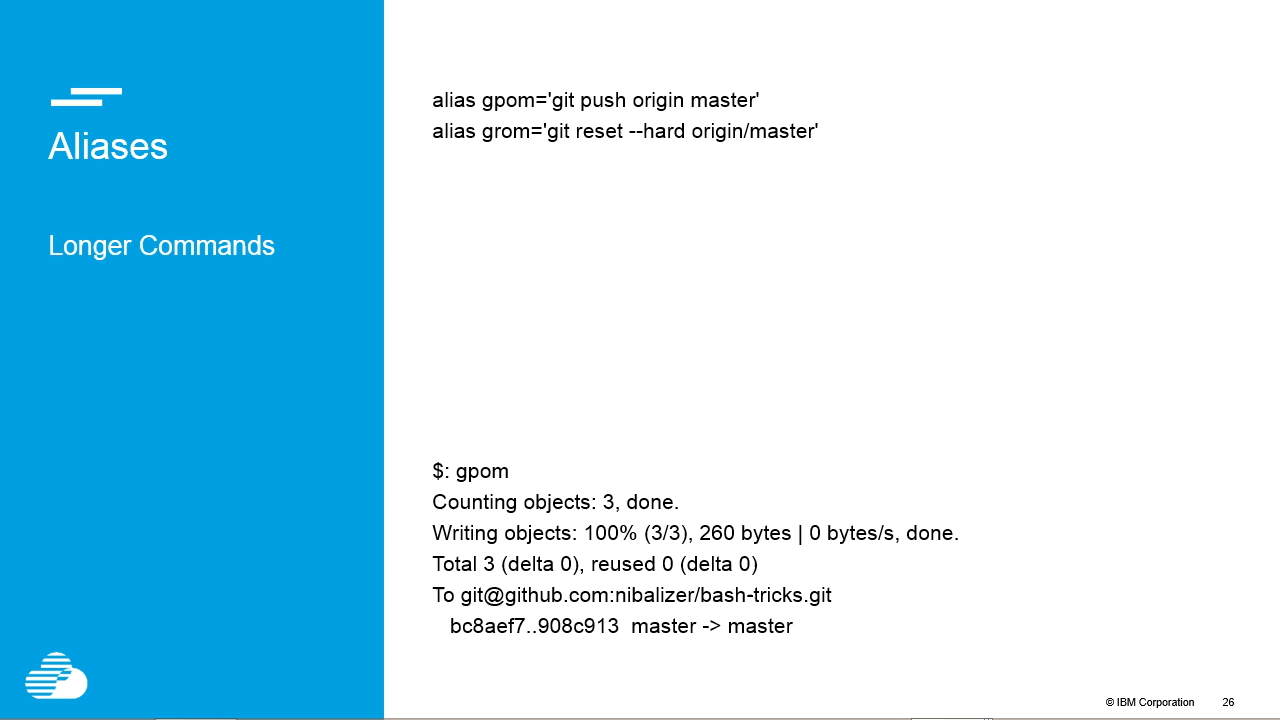 Aliases
Longer Commands
alias gpom='git push origin master'
alias grom='git reset --hard origin/master'
$: gpom
Counting objects: 3, done.
Writing objects: 100% (3/3), 260 bytes | 0 bytes/s, done.
Total 3 (delta 0), reused 0 (delta 0)
To git@github.com:nibalizer/bash-tricks.git
bc8aef7..908c913  master -> master
© IBM Corporation 26